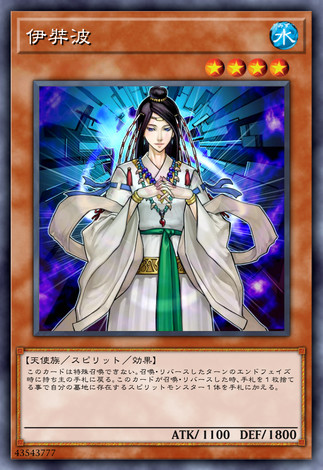 伊弉波
水
【天使族／スピリット／効果】
このカードは特殊召喚できない。召喚・リバースしたターンのエンドフェイズ
時に持ち主の手札に戻る。このカードが召喚・リバースした時、手札を１枚捨て
る事で自分の墓地に存在するスピリットモンスター１体を手札に加える。
ATK/1100 DEF/1800
43543777